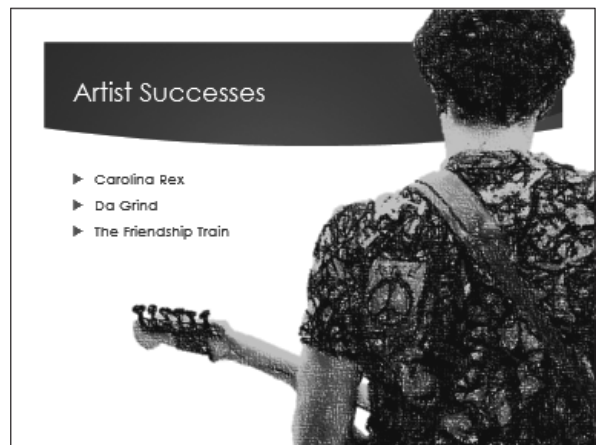 Artist Successes
Carolina Rex
Da Grind
The Friendship Train